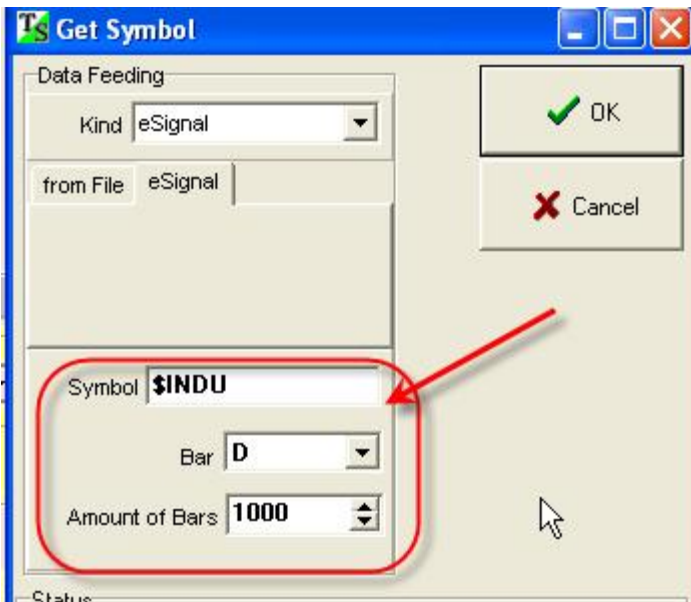 TS Get Symbol
Data Feeding
Kind eSignal
OK
from File eSignal
Cancel
Symbol $INDU
Bar D
Amount of Bars 1000
Status